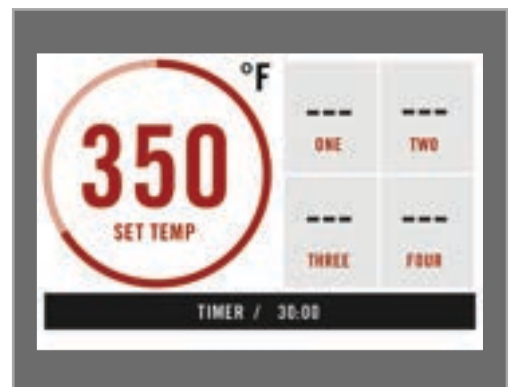 °F
350
SET TEMP
---
ONE
---
TWO
---
THREE
---
FOUR
TIMER / 30:00